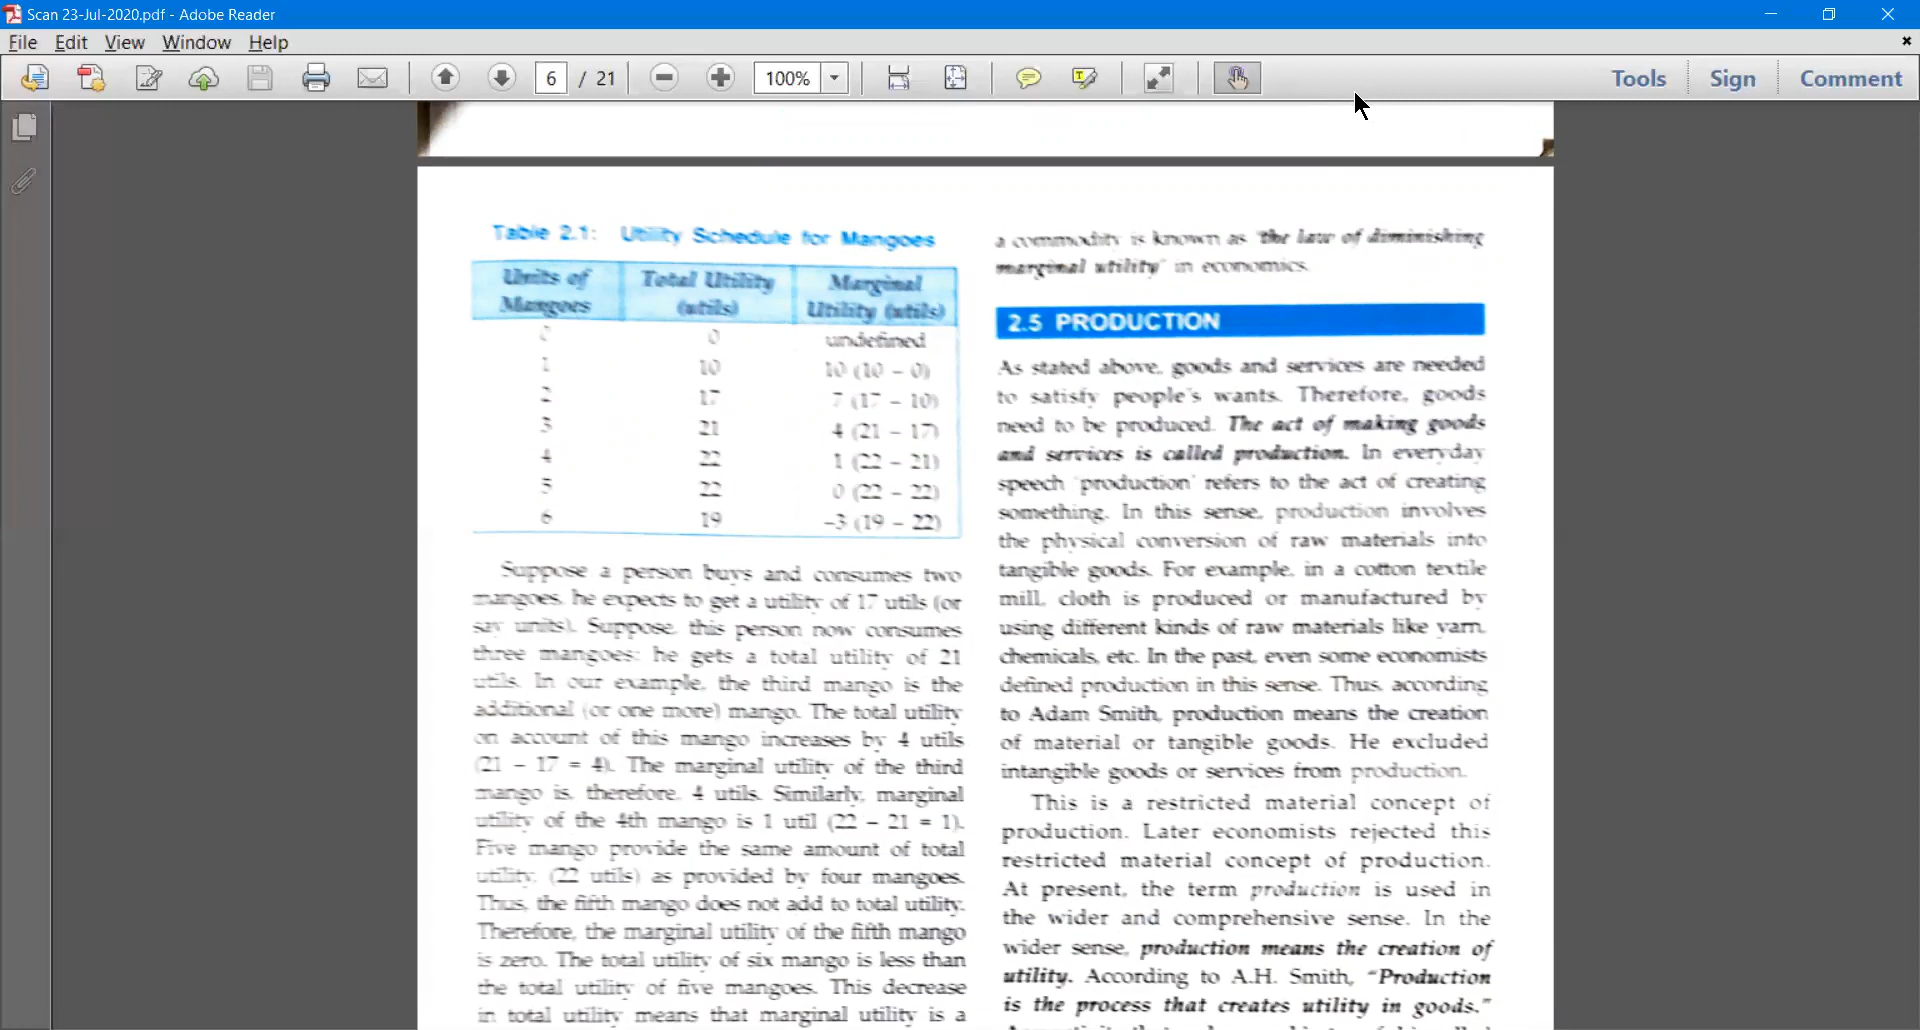 Scan 23-Jul-2020.pdf - Adobe Reader
File Edit View Window Help
6 / 21 100% Tools Sign Comment
Table 2.1: Utility Schedule for Mangoes
Units of Mangoes Total Utility (utils) Marginal Utility (utils)
0 0 undefined
1 10 10 (10 – 0)
2 17 7 (17 – 10)
3 21 4 (21 – 17)
4 22 1 (22 – 21)
5 22 0 (22 – 22)
6 19 –3 (19 – 22)
Suppose a person buys and consumes two
mangoes, he expects to get a utility of 17 utils (or
say units). Suppose, this person now consumes
three mangoes: he gets a total utility of 21
utils. In our example, the third mango is the
additional (or one more) mango. The total utility
on account of this mango increases by 4 utils
(21 – 17 = 4). The marginal utility of the third
mango is, therefore, 4 utils. Similarly, marginal
utility of the 4th mango is 1 util (22 – 21 = 1).
Five mango provide the same amount of total
utility, (22 utils) as provided by four mangoes.
Thus, the fifth mango does not add to total utility.
Therefore, the marginal utility of the fifth mango
is zero. The total utility of six mango is less than
the total utility of five mangoes. This decrease
in total utility means that marginal utility is a
a commodity is known as 'the law of diminishing
marginal utility' in economics.
2.5 PRODUCTION
As stated above, goods and services are needed
to satisfy people's wants. Therefore, goods
need to be produced. The act of making goods
and services is called production. In everyday
speech 'production' refers to the act of creating
something. In this sense, production involves
the physical conversion of raw materials into
tangible goods. For example, in a cotton textile
mill, cloth is produced or manufactured by
using different kinds of raw materials like yarn,
chemicals, etc. In the past, even some economists
defined production in this sense. Thus, according
to Adam Smith, production means the creation
of material or tangible goods. He excluded
intangible goods or services from production.
This is a restricted material concept of
production. Later economists rejected this
restricted material concept of production.
At present, the term production is used in
the wider and comprehensive sense. In the
wider sense, production means the creation of
utility. According to A.H. Smith, "Production
is the process that creates utility in goods."